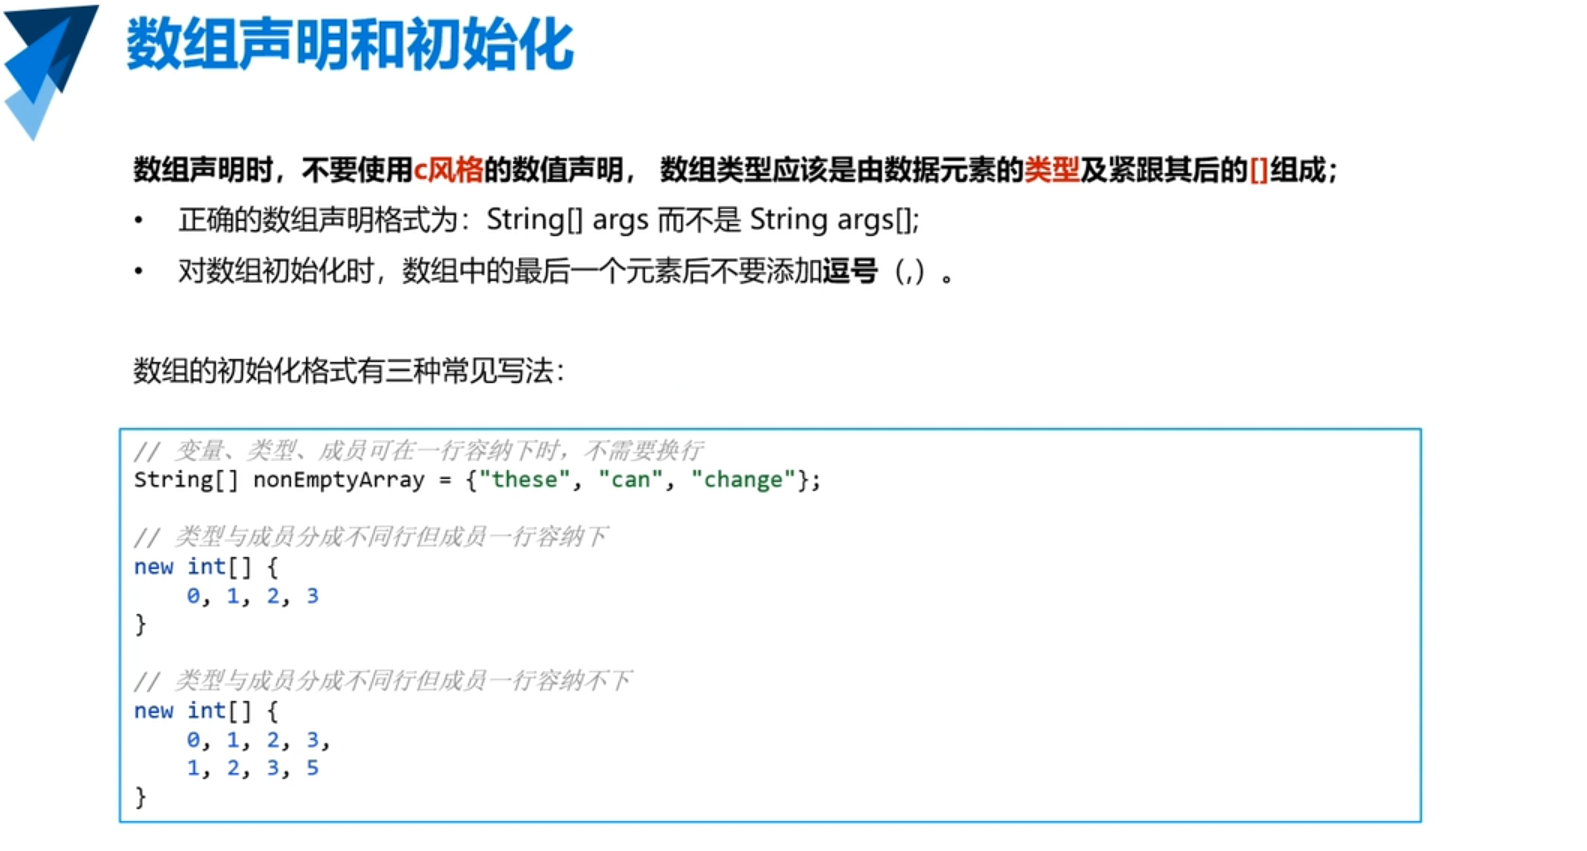 数组声明和初始化
数组声明时，不要使用c风格的数值声明， 数组类型应该是由数据元素的类型及紧跟其后的[]组成；
• 正确的数组声明格式为：String[] args 而不是 String args[];
• 对数组初始化时，数组中的最后一个元素后不要添加逗号（,）。
数组的初始化格式有三种常见写法：
// 变量、类型、成员可在一行容纳下时，不需要换行
String[] nonEmptyArray = {"these", "can", "change"};
// 类型与成员分成不同行但成员一行容纳下
new int[] {
    0, 1, 2, 3
}
// 类型与成员分成不同行但成员一行容纳不下
new int[] {
    0, 1, 2, 3,
    1, 2, 3, 5
}